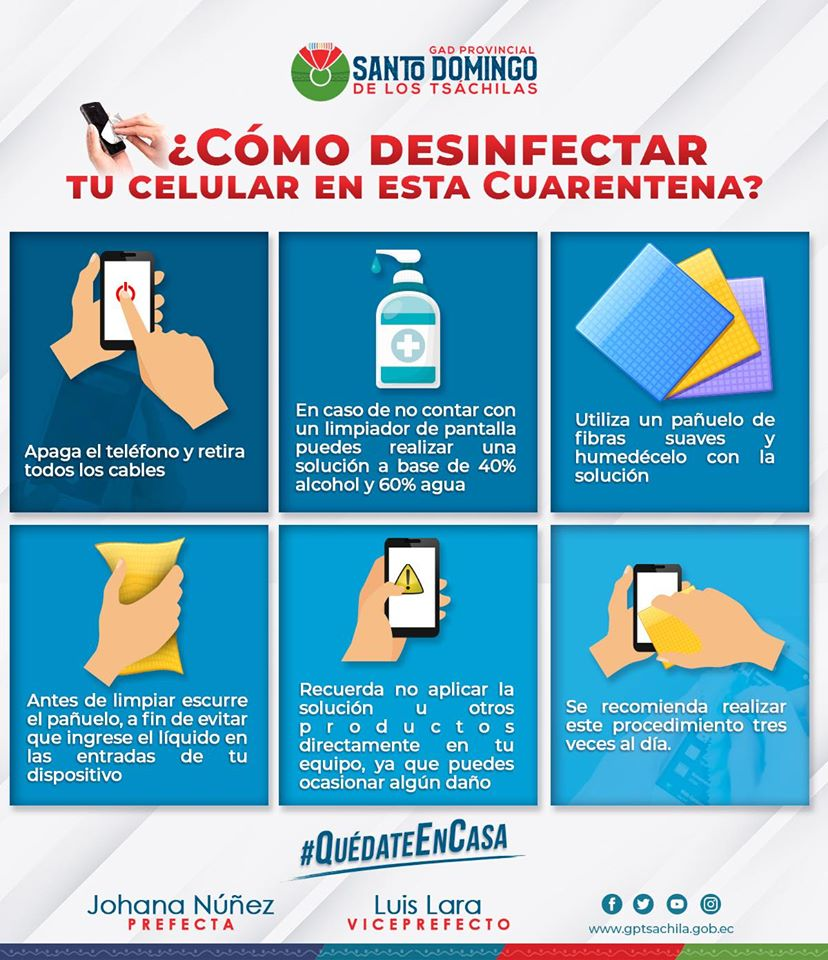 GAD PROVINCIAL
SANTO DOMINGO
DE LOS TSÁCHILAS
¿CÓMO DESINFECTAR
TU CELULAR EN ESTA CUARENTENA?
Apaga el teléfono y retira
todos los cables
En caso de no contar con
un limpiador de pantalla
puedes realizar una
solución a base de 40%
alcohol y 60% agua
Utiliza un pañuelo de
fibras suaves y
humedécelo con la
solución
Antes de limpiar escurre
el pañuelo, a fin de evitar
que ingrese el líquido en
las entradas de tu
dispositivo
Recuerda no aplicar la
solución u otros
productos
directamente en tu
equipo, ya que puedes
ocasionar algún daño
Se recomienda realizar
este procedimiento tres
veces al día.
#QUÉDATEENCASA
Johana Núñez
PREFECTA
Luis Lara
VICEPREFECTO
www.gptsachila.gob.ec